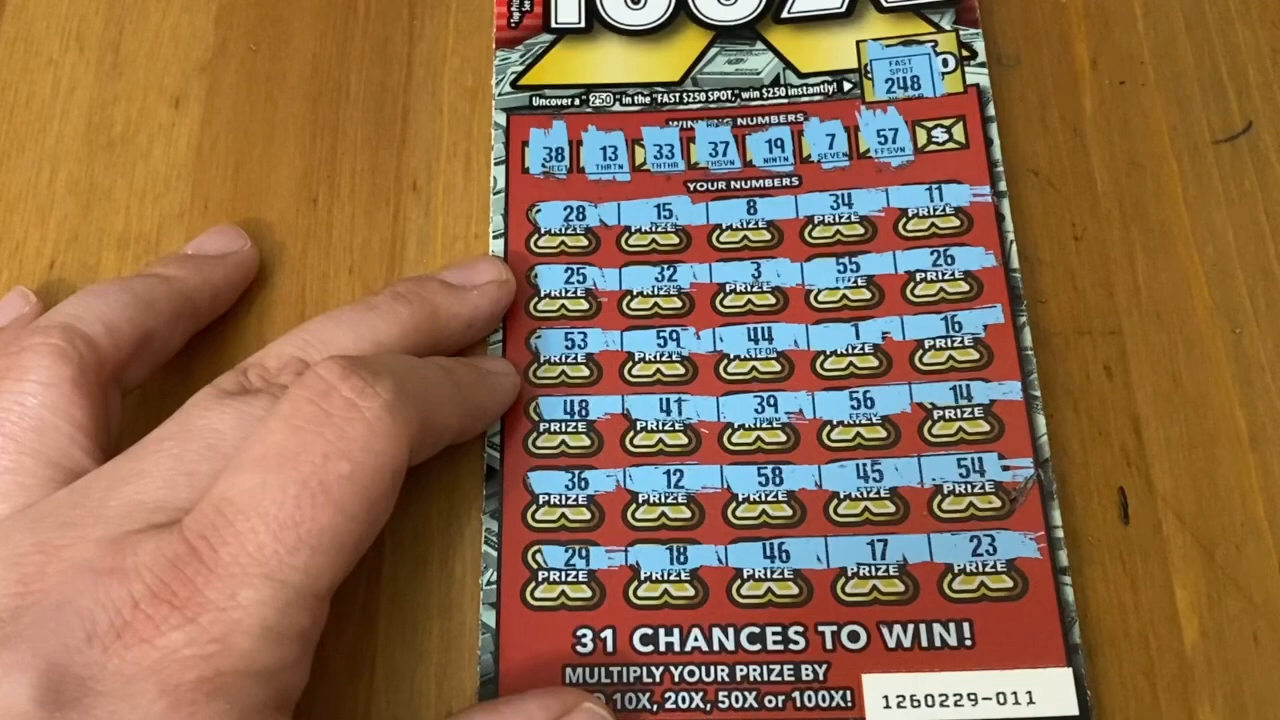 100X
Uncover a "250" in the "FAST $250 SPOT," win $250 instantly!
FAST
SPOT
248
WINNING NUMBERS
38 13 33 37 19 7 57 $
THRTN THTHR THSVN NINTN SEVEN FFSVN
YOUR NUMBERS
28 15 8 34 11
PRIZE PRIZE PRIZE PRIZE PRIZE
25 32 3 55 26
PRIZE PRIZE PRIZE PRIZE
53 59 44 1 16
PRIZE PRIZE PRIZE PRIZE
48 41 39 56 14
PRIZE PRIZE PRIZE PRIZE
36 12 58 45 54
PRIZE PRIZE PRIZE PRIZE PRIZE
29 18 46 17 23
PRIZE PRIZE PRIZE PRIZE PRIZE
31 CHANCES TO WIN!
MULTIPLY YOUR PRIZE BY
10X, 20X, 50X or 100X!
1260229-011